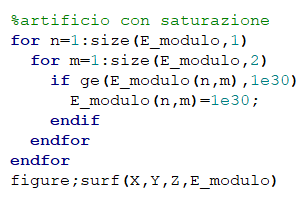 %artificio con saturazione
for n=1:size(E_modulo,1)
for m=1:size(E_modulo,2)
if ge(E_modulo(n,m),1e30)
E_modulo(n,m)=1e30;
endif
endfor
endfor
figure;surf(X,Y,Z,E_modulo)